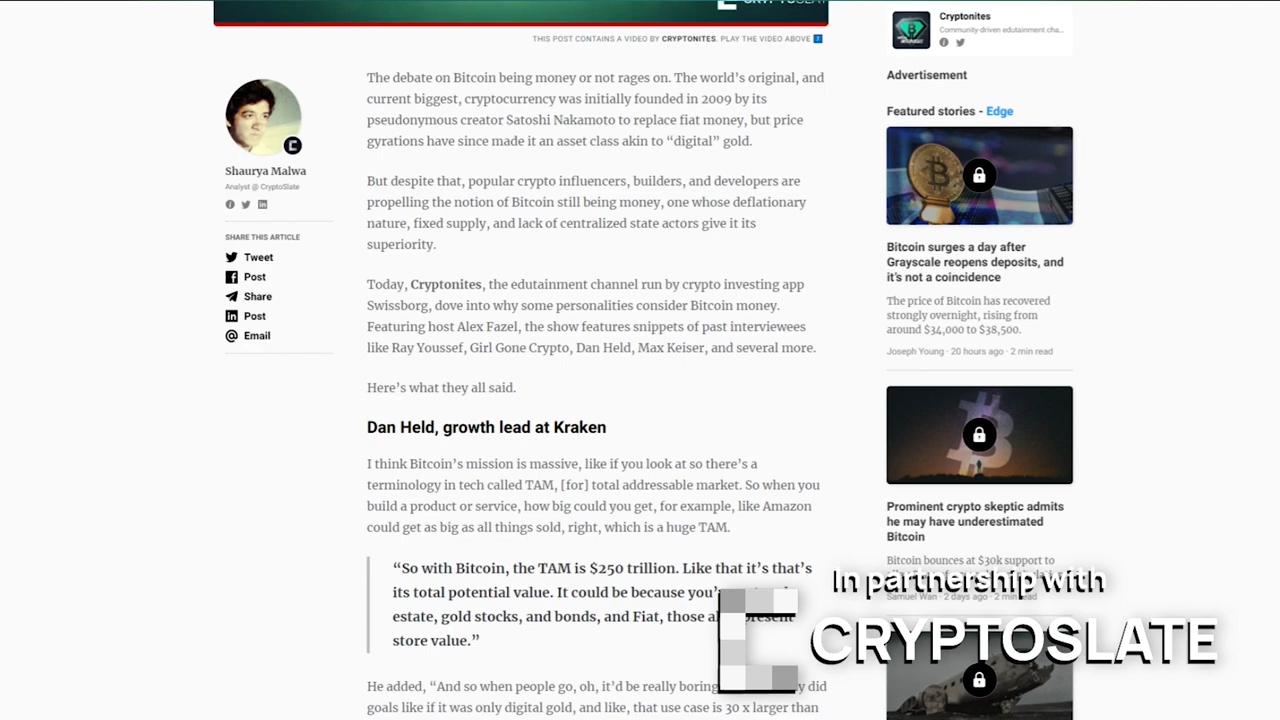 THIS POST CONTAINS A VIDEO BY CRYPTONITES. PLAY THE VIDEO ABOVE
Shaurya Malwa
Analyst @ CryptoSlate
SHARE THIS ARTICLE
Tweet
Post
Share
Post
Email
The debate on Bitcoin being money or not rages on. The world's original, and
current biggest, cryptocurrency was initially founded in 2009 by its
pseudonymous creator Satoshi Nakamoto to replace fiat money, but price
gyrations have since made it an asset class akin to “digital” gold.
But despite that, popular crypto influencers, builders, and developers are
propelling the notion of Bitcoin still being money, one whose deflationary
nature, fixed supply, and lack of centralized state actors give it its
superiority.
Today, Cryptonites, the edutainment channel run by crypto investing app
Swissborg, dove into why some personalities consider Bitcoin money.
Featuring host Alex Fazel, the show features snippets of past interviewees
like Ray Youssef, Girl Gone Crypto, Dan Held, Max Keiser, and several more.
Here's what they all said.
Dan Held, growth lead at Kraken
I think Bitcoin's mission is massive, like if you look at so there's a
terminology in tech called TAM, [for] total addressable market. So when you
build a product or service, how big could you get, for example, like Amazon
could get as big as all things sold, right, which is a huge TAM.
“So with Bitcoin, the TAM is $250 trillion. Like that it's that's
its total potential value. It could be because
estate, gold stocks, and bonds, and Fiat, those
store value.”
He added, “And so when people go, oh, it'd be really boring did
goals like if it was only digital gold, and like, that use case is 30 x larger than
Cryptonites
Community-driven edutainment cha...
Advertisement
Featured stories - Edge
Bitcoin surges a day after
Grayscale reopens deposits, and
it's not a coincidence
The price of Bitcoin has recovered
strongly overnight, rising from
around $34,000 to $38,500.
Joseph Young · 20 hours ago · 2 min read
Prominent crypto skeptic admits
he may have underestimated
Bitcoin
Bitcoin bounces at $30k support to
Samuel Wan · 2 days ago · 2 min read
In partnership with
CRYPTOSLATE